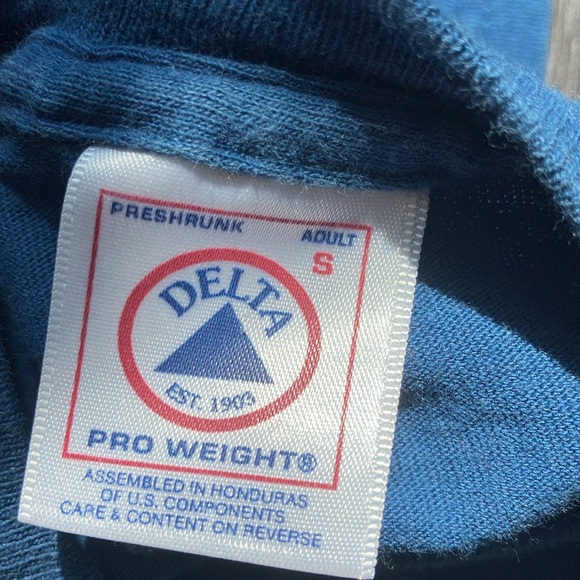 PRESHRUNK ADULT
S
DELTA
EST. 1903
PRO WEIGHT®
ASSEMBLED IN HONDURAS
OF U.S. COMPONENTS
CARE & CONTENT ON REVERSE